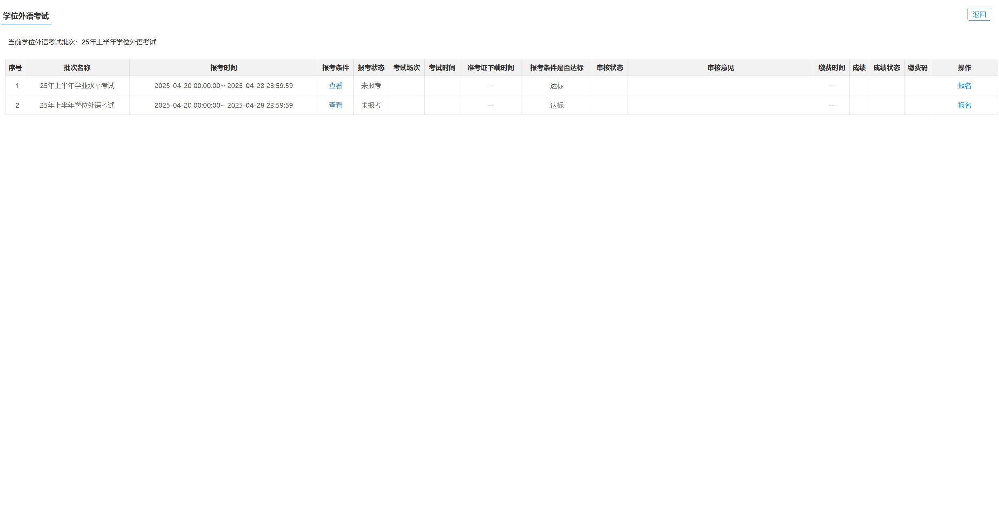 学位外语考试
返回
当前学位外语考试批次：25年上半年学位外语考试
序号 批次名称 报考时间 报考条件 报考状态 考试场次 考试时间 准考证下载时间 报考条件是否达标 审核状态 审核意见 缴费时间 成绩 成绩状态 缴费码 操作
1 25年上半年学业水平考试 2025-04-20 00:00:00~ 2025-04-28 23:59:59 查看 未报考 -- 达标 -- 报名
2 25年上半年学位外语考试 2025-04-20 00:00:00~ 2025-04-28 23:59:59 查看 未报考 -- 达标 -- 报名